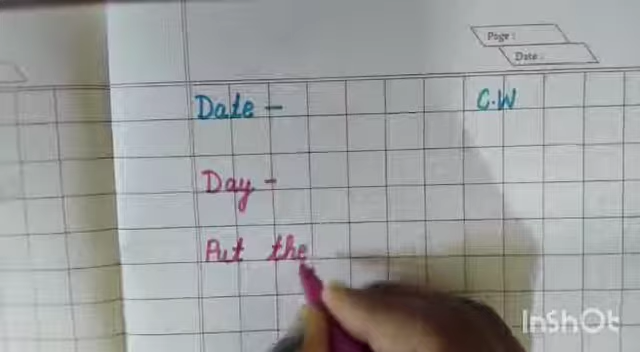 Page :
Date :
Date - C.W
Day -
Put the
InShOt